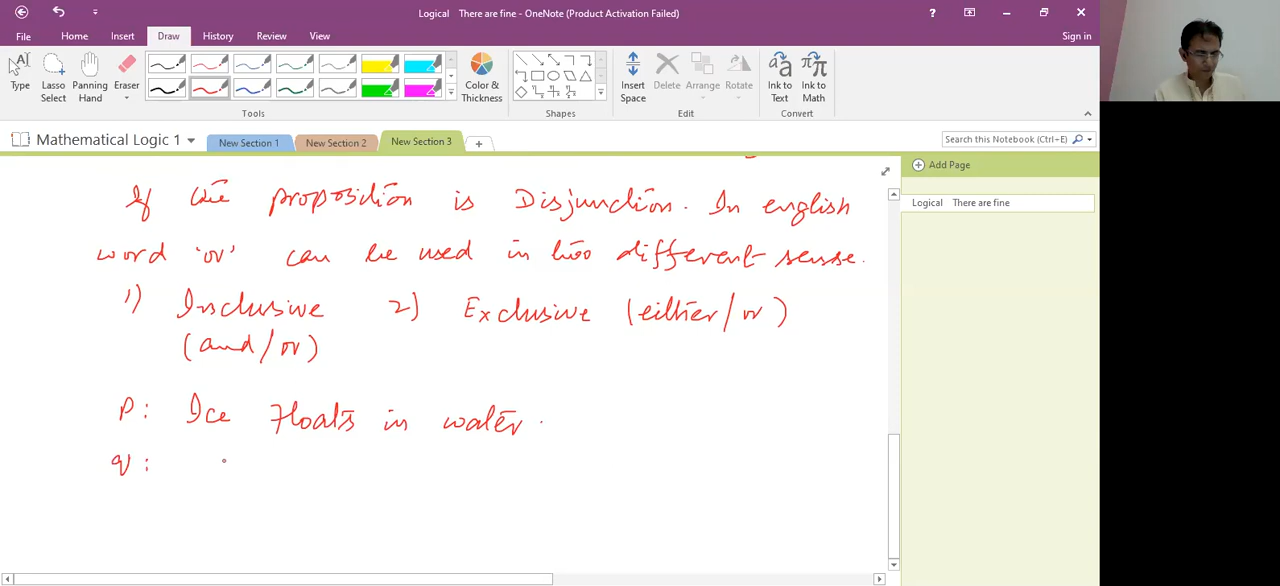 Logical There are fine - OneNote (Product Activation Failed)
File Home Insert Draw History Review View Sign in
Type Lasso Select Panning Hand Eraser Color & Thickness Insert Space Delete Arrange Rotate Ink to Text Ink to Math
Tools Shapes Edit Convert
Mathematical Logic 1 New Section 1 New Section 2 New Section 3 Search this Notebook (Ctrl+E)
Add Page
Logical There are fine
If the proposition is Disjunction. In english
word 'or' can be used in two different sense.
1) Inclusive 2) Exclusive (either/or)
(and/or)
p: Ice floats in water.
q: